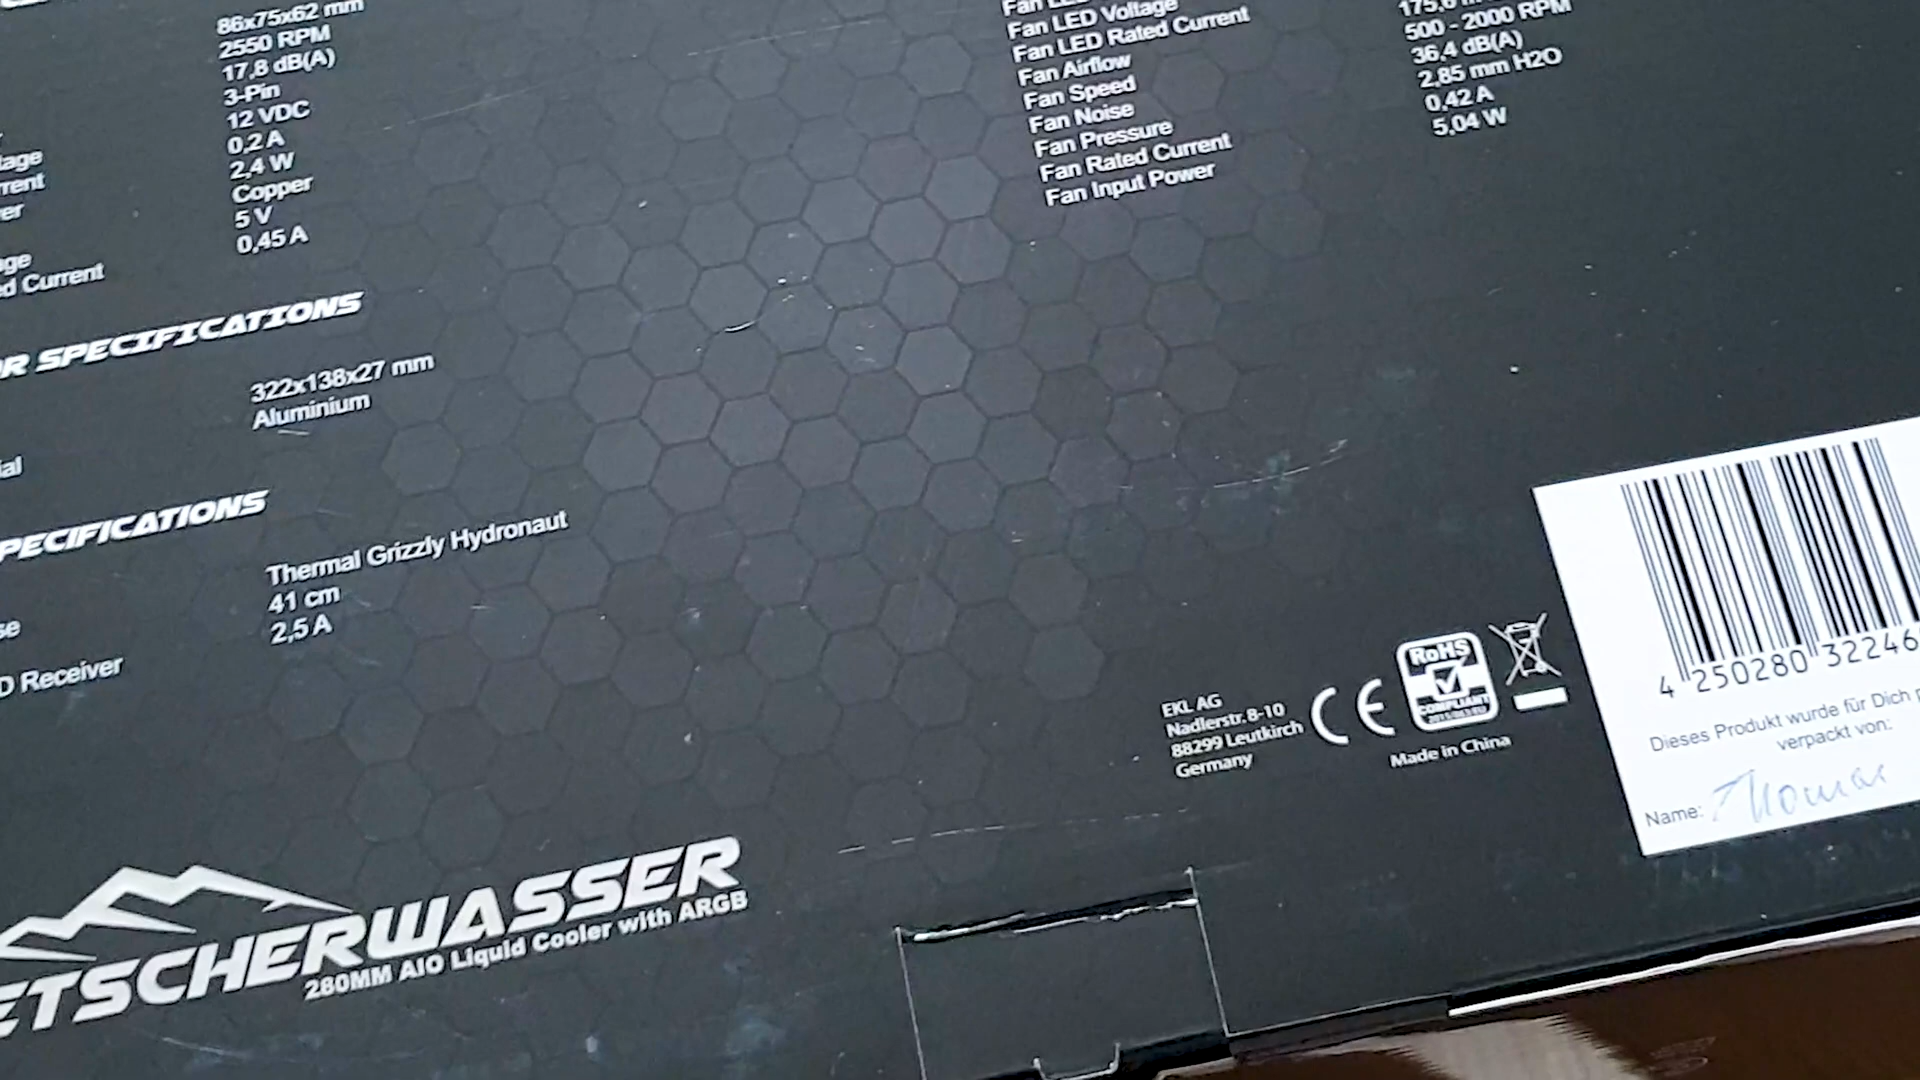 86x75x62 mm
2550 RPM
17,8 dB(A)
3-Pin
12 VDC
0,2 A
2,4 W
Copper
5 V
0,45 A
Current
SPECIFICATIONS
322x138x27 mm
Aluminium
PECIFICATIONS
Thermal Grizzly Hydronaut
41 cm
2,5 A
D Receiver
ETSCHERWASSER
280MM AIO Liquid Cooler with ARGB
Fan LED Voltage
Fan LED Rated Current
Fan Airflow
Fan Speed
Fan Noise
Fan Pressure
Fan Rated Current
Fan Input Power
500 - 2000 RPM
36,4 dB(A)
2,85 mm H2O
0,42 A
5,04 W
EKL AG
Nadlerstr. 8-10
88299 Leutkirch
Germany
CE
RoHS
COMPLIANT
Made in China
4 250280 32246
Dieses Produkt wurde für Dich
verpackt von:
Name: Thomas